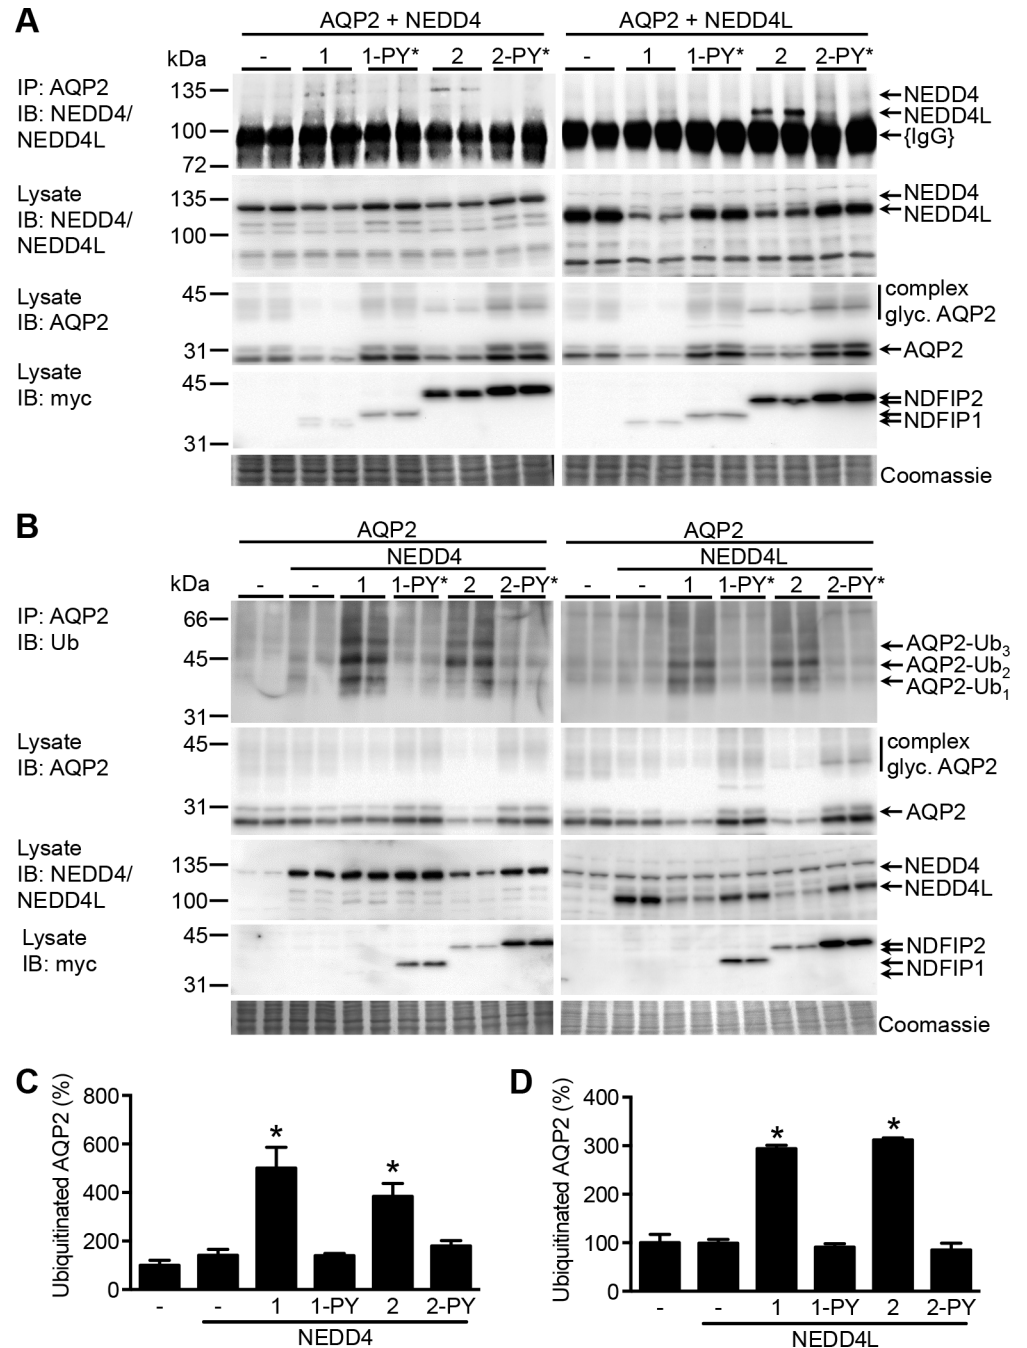 A
AQP2 + NEDD4
AQP2 + NEDD4L
kDa
- 1 1-PY* 2 2-PY*
- 1 1-PY* 2 2-PY*
IP: AQP2
IB: NEDD4/
NEDD4L
135
100
72
NEDD4
NEDD4L
{IgG}
Lysate
IB: NEDD4/
NEDD4L
135
100
NEDD4
NEDD4L
Lysate
IB: AQP2
45
31
complex
glyc. AQP2
AQP2
Lysate
IB: myc
45
31
NDFIP2
NDFIP1
Coomassie
B
AQP2
AQP2
NEDD4
NEDD4L
kDa
- - 1 1-PY* 2 2-PY*
- - 1 1-PY* 2 2-PY*
IP: AQP2
IB: Ub
66
45
31
AQP2-Ub3
AQP2-Ub2
AQP2-Ub1
Lysate
IB: AQP2
45
31
complex
glyc. AQP2
AQP2
Lysate
IB: NEDD4/
NEDD4L
135
100
NEDD4
NEDD4L
Lysate
IB: myc
45
31
NDFIP2
NDFIP1
Coomassie
C
Ubiquitinated AQP2 (%)
800
600
400
200
0
* *
- - 1 1-PY 2 2-PY
NEDD4
D
Ubiquitinated AQP2 (%)
400
300
200
100
0
* *
- - 1 1-PY 2 2-PY
NEDD4L